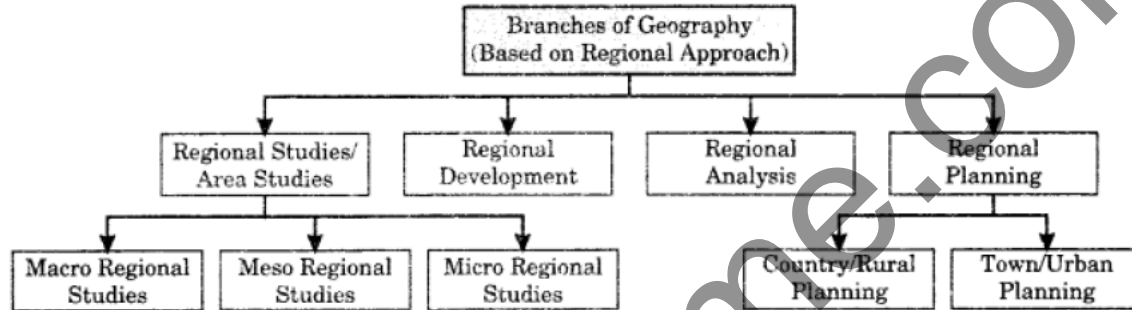 Branches of Geography
(Based on Regional Approach)
Regional Studies/
Area Studies
Regional
Development
Regional
Analysis
Regional
Planning
Macro Regional
Studies
Meso Regional
Studies
Micro Regional
Studies
Country/Rural
Planning
Town/Urban
Planning